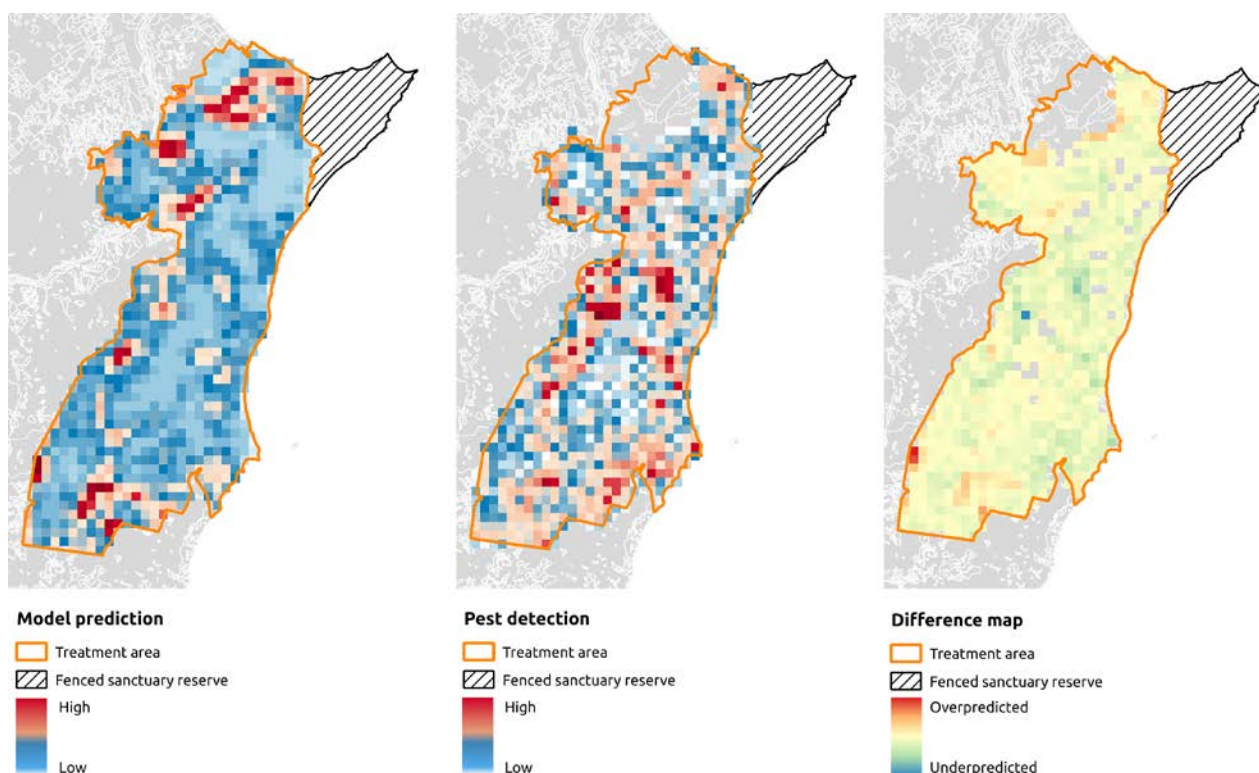 Model prediction
Treatment area
Fenced sanctuary reserve
High
Low
Pest detection
Treatment area
Fenced sanctuary reserve
High
Low
Difference map
Treatment area
Fenced sanctuary reserve
Overpredicted
Underpredicted